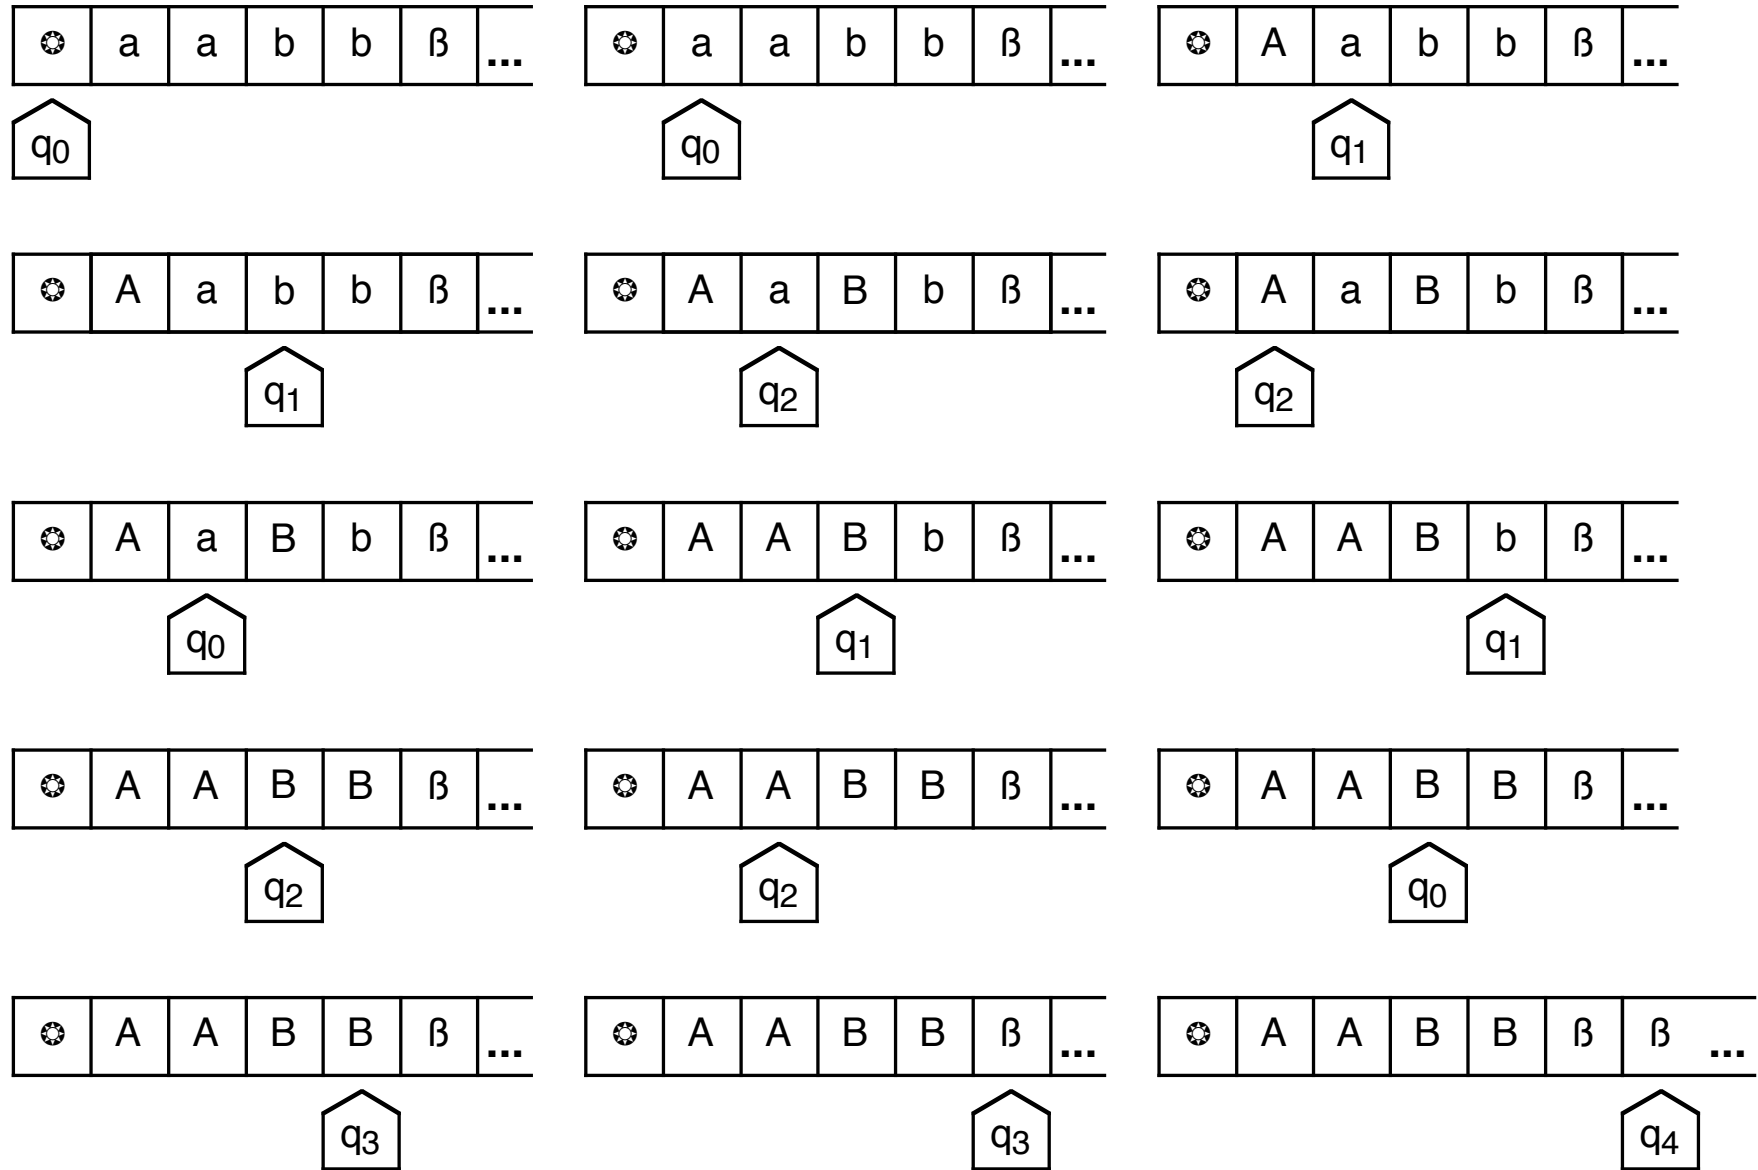 ❂ a a b b ß ... ❂ a a b b ß ... ❂ A a b b ß ...
q0 q0 q1
❂ A a b b ß ... ❂ A a B b ß ... ❂ A a B b ß ...
q1 q2 q2
❂ A a B b ß ... ❂ A A B b ß ... ❂ A A B b ß ...
q0 q1 q1
❂ A A B B ß ... ❂ A A B B ß ... ❂ A A B B ß ...
q2 q2 q0
❂ A A B B ß ... ❂ A A B B ß ... ❂ A A B B ß ß ...
q3 q3 q4